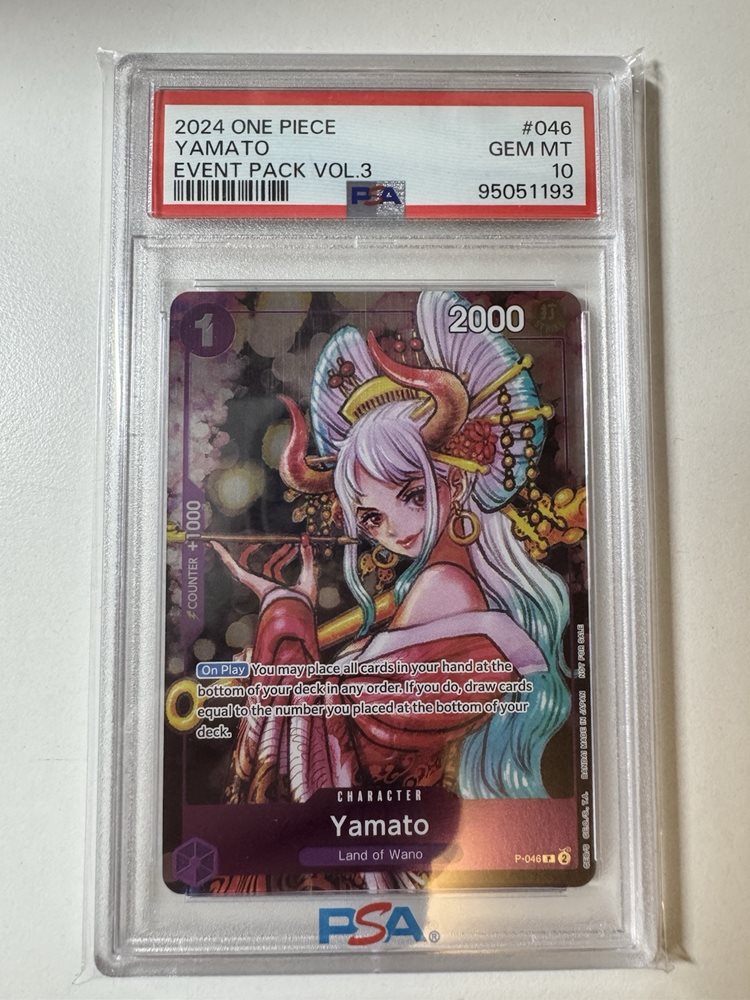 2024 ONE PIECE #046
YAMATO GEM MT
EVENT PACK VOL.3 10
PSA 95051193
1
2000
COUNTER +1000
On Play You may place all cards in your hand at the
bottom of your deck in any order. If you do, draw cards
equal to the number you placed at the bottom of your
deck.
CHARACTER
Yamato
Land of Wano
P-046 P 2
BANDAI MADE IN JAPAN NOT FOR SALE
PSA®